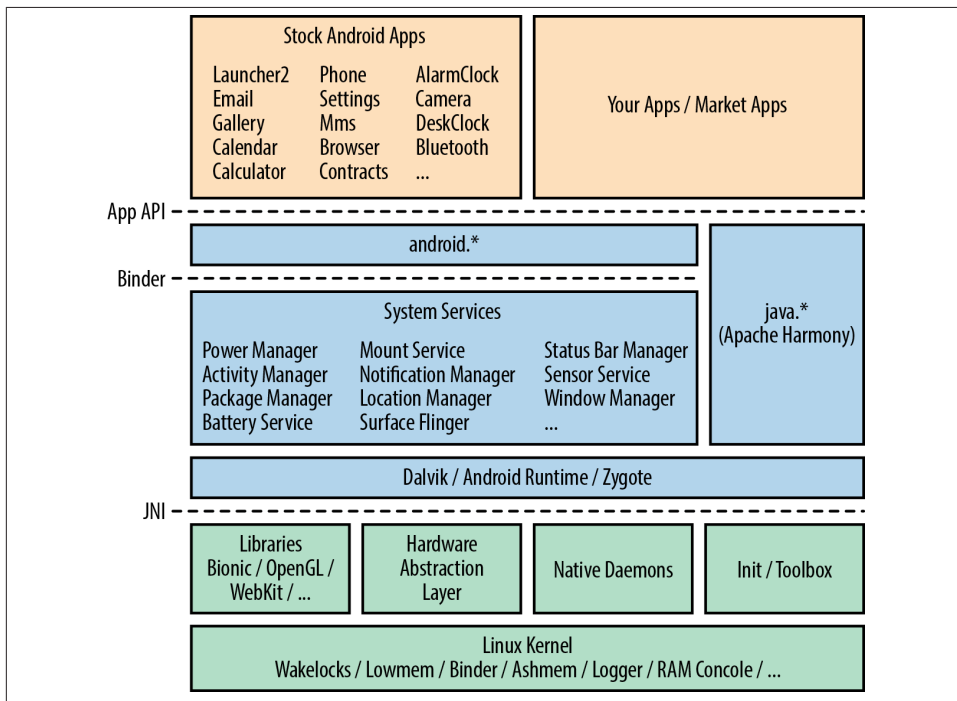 Stock Android Apps
Launcher2 Phone AlarmClock
Email Settings Camera
Gallery Mms DeskClock
Calendar Browser Bluetooth
Calculator Contracts ...
Your Apps / Market Apps
App API
android.*
Binder
java.*
(Apache Harmony)
System Services
Power Manager Mount Service Status Bar Manager
Activity Manager Notification Manager Sensor Service
Package Manager Location Manager Window Manager
Battery Service Surface Flinger ...
Dalvik / Android Runtime / Zygote
JNI
Libraries
Bionic / OpenGL /
WebKit / ...
Hardware
Abstraction
Layer
Native Daemons
Init / Toolbox
Linux Kernel
Wakelocks / Lowmem / Binder / Ashmem / Logger / RAM Concole / ...